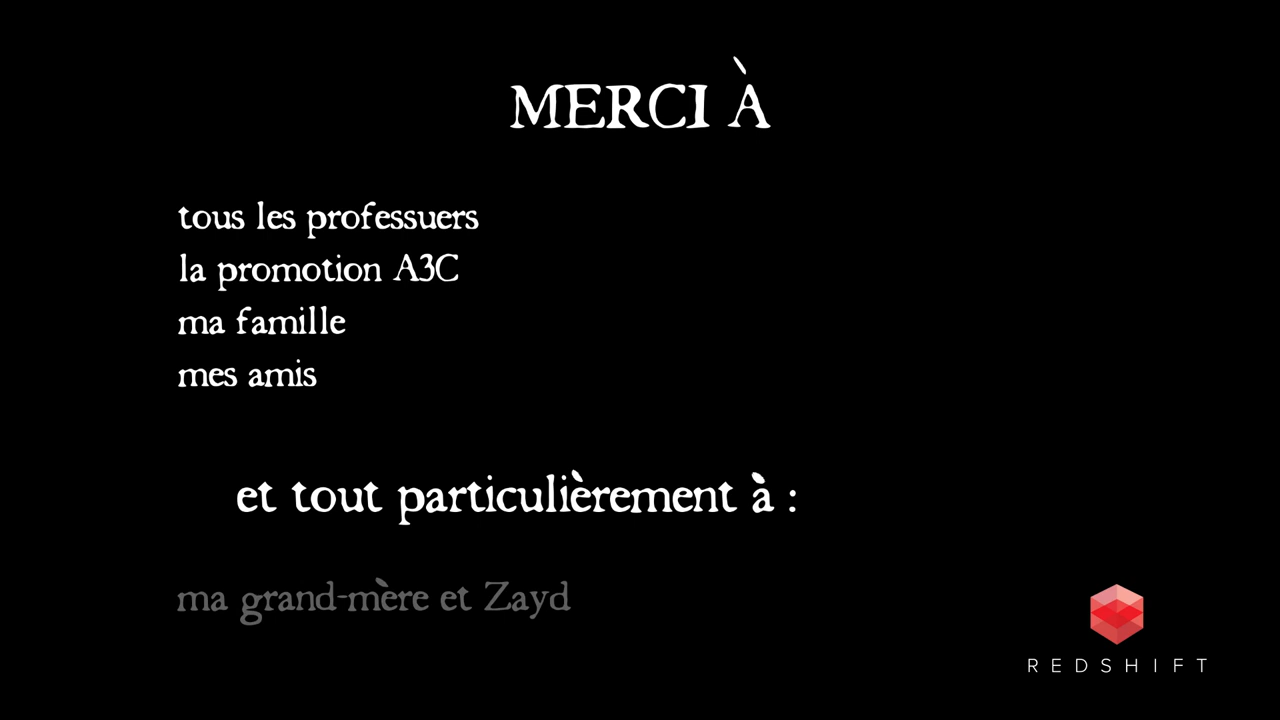 MERCI À
tous les professuers
la promotion A3C
ma famille
mes amis
et tout particulièrement à :
ma grand-mère et Zayd
REDSHIFT